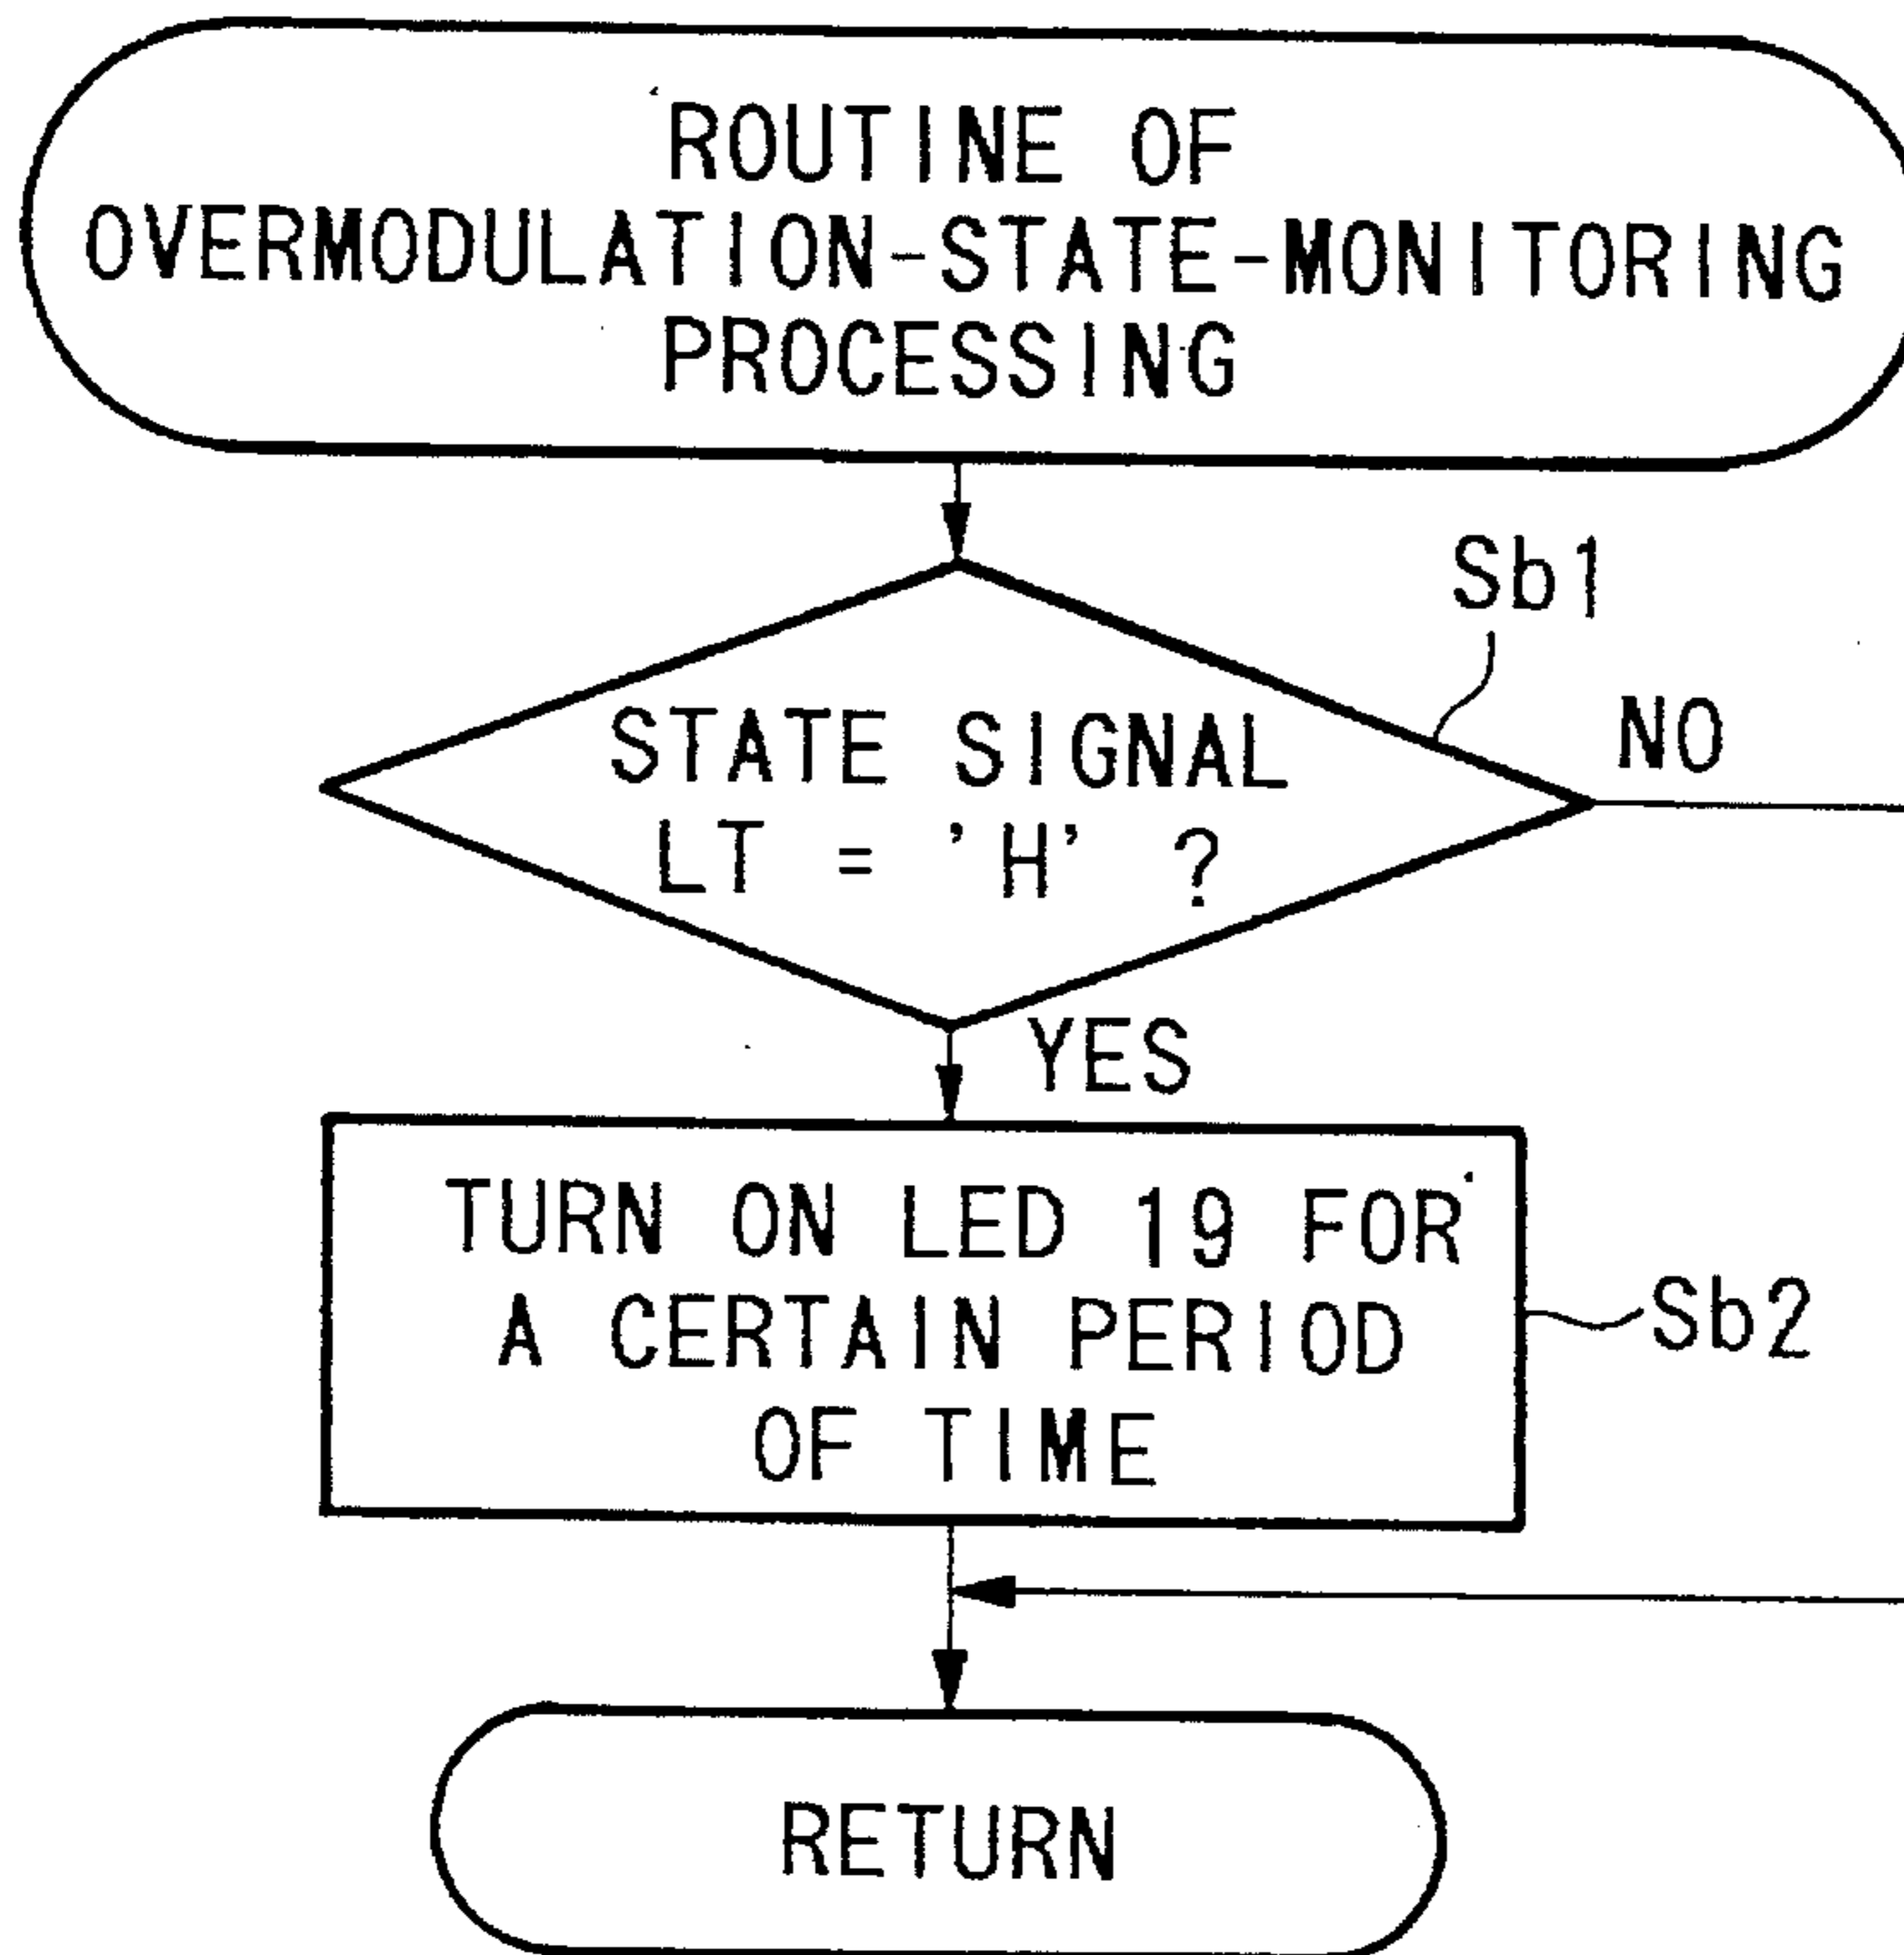 ROUTINE OF
OVERMODULATION-STATE-MONITORING
PROCESSING
Sb1
STATE SIGNAL
LT = 'H' ?
NO
YES
TURN ON LED 19 FOR
A CERTAIN PERIOD
OF TIME
Sb2
RETURN